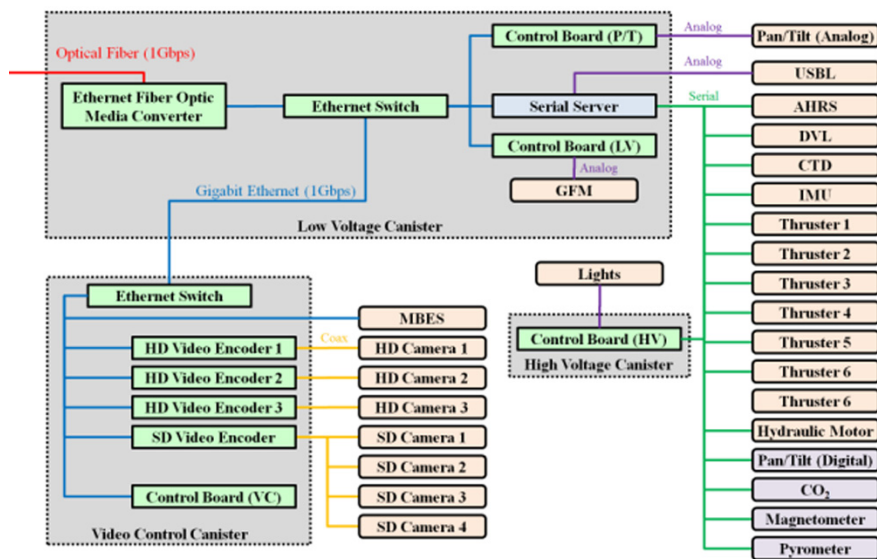 Optical Fiber (1Gbps)
Ethernet Fiber Optic
Media Converter
Ethernet Switch
Control Board (P/T)
Analog
Pan/Tilt (Analog)
Analog
USBL
Serial Server
Serial
AHRS
Control Board (LV)
Analog
GFM
Gigabit Ethernet (1Gbps)
Low Voltage Canister
DVL
CTD
IMU
Thruster 1
Thruster 2
Thruster 3
Thruster 4
Thruster 5
Thruster 6
Thruster 6
Hydraulic Motor
Pan/Tilt (Digital)
CO₂
Magnetometer
Pyrometer
Lights
Control Board (HV)
High Voltage Canister
Ethernet Switch
MBES
HD Video Encoder 1
Coax
HD Camera 1
HD Video Encoder 2
HD Camera 2
HD Video Encoder 3
HD Camera 3
SD Video Encoder
SD Camera 1
SD Camera 2
Control Board (VC)
SD Camera 3
Video Control Canister
SD Camera 4